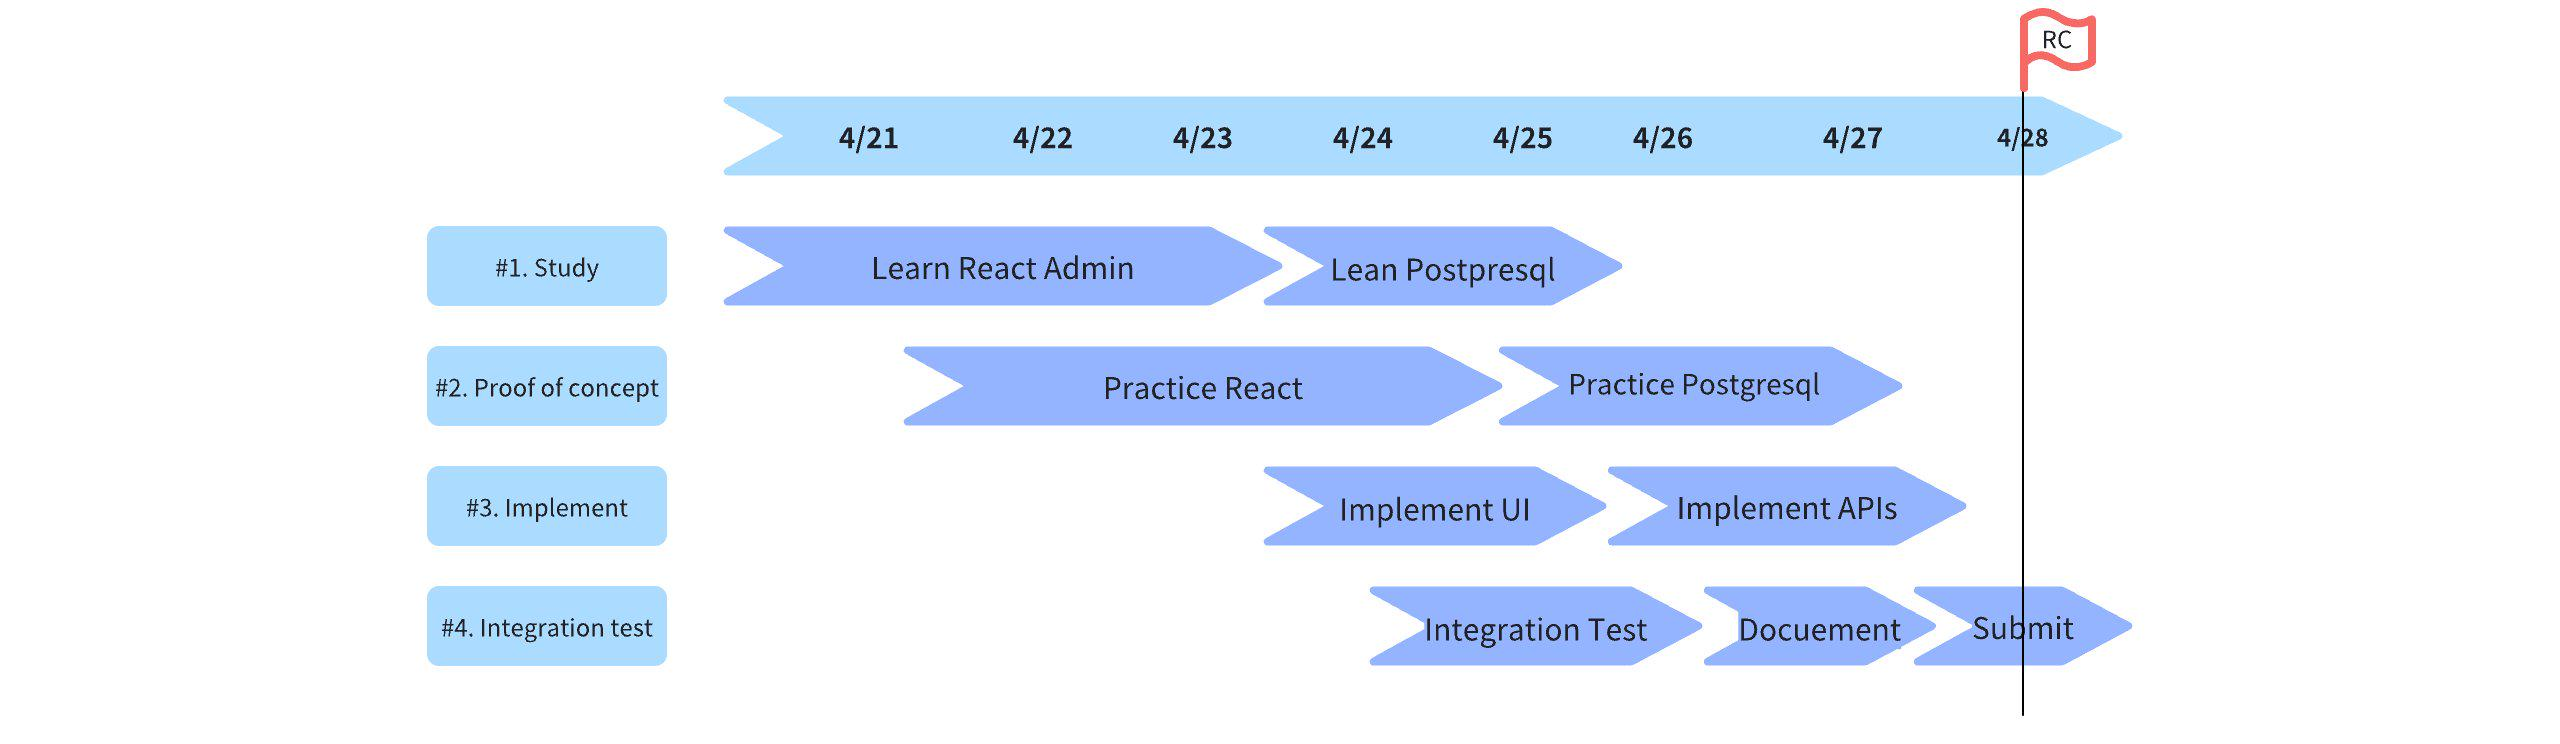 RC
4/21 4/22 4/23 4/24 4/25 4/26 4/27 4/28
#1. Study
Learn React Admin
Lean Postpresql
#2. Proof of concept
Practice React
Practice Postgresql
#3. Implement
Implement UI
Implement APIs
#4. Integration test
Integration Test
Docuement
Submit